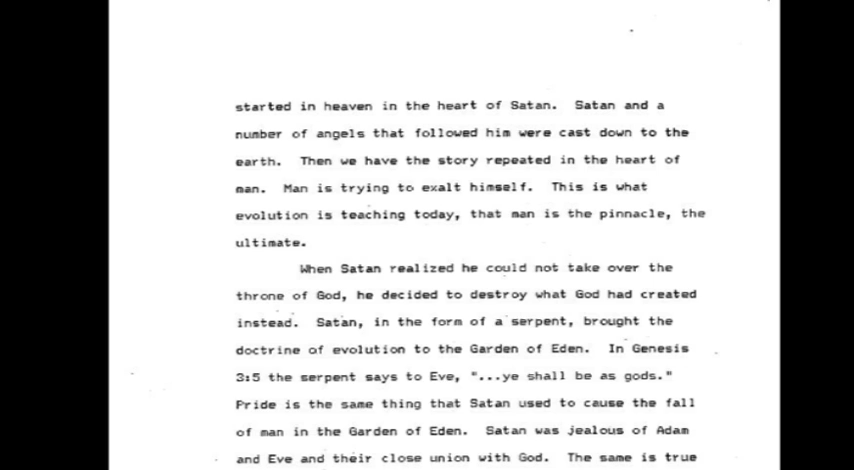 started in heaven in the heart of Satan. Satan and a
number of angels that followed him were cast down to the
earth. Then we have the story repeated in the heart of
man. Man is trying to exalt himself. This is what
evolution is teaching today, that man is the pinnacle, the
ultimate.
When Satan realized he could not take over the
throne of God, he decided to destroy what God had created
instead. Satan, in the form of a serpent, brought the
doctrine of evolution to the Garden of Eden. In Genesis
3:5 the serpent says to Eve, "...ye shall be as gods."
Pride is the same thing that Satan used to cause the fall
of man in the Garden of Eden. Satan was jealous of Adam
and Eve and their close union with God. The same is true